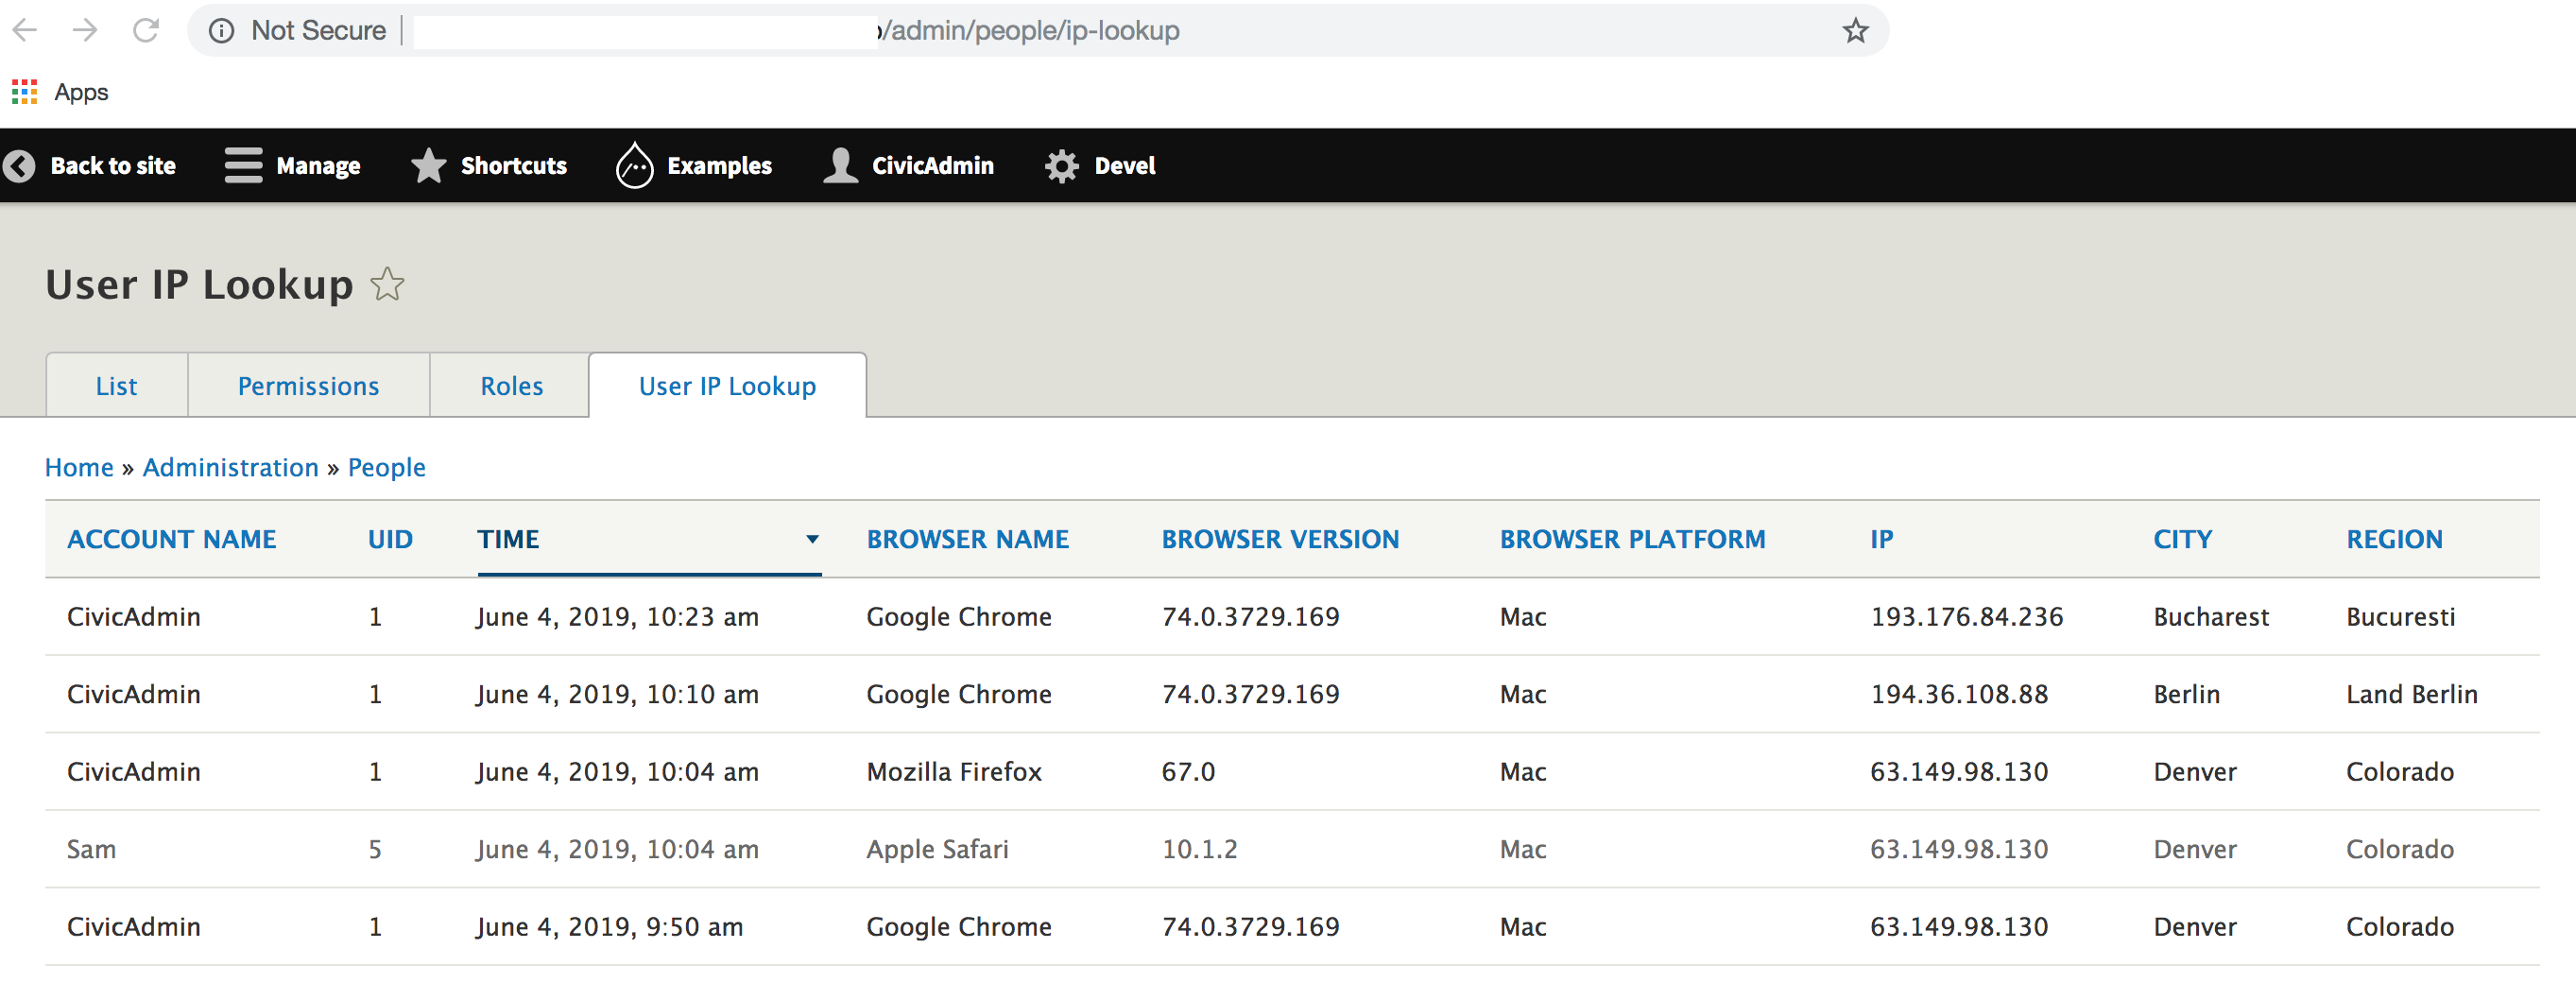 Not Secure /admin/people/ip-lookup
Apps
Back to site Manage Shortcuts Examples CivicAdmin Devel
User IP Lookup
List Permissions Roles User IP Lookup
Home » Administration » People
ACCOUNT NAME UID TIME BROWSER NAME BROWSER VERSION BROWSER PLATFORM IP CITY REGION
CivicAdmin 1 June 4, 2019, 10:23 am Google Chrome 74.0.3729.169 Mac 193.176.84.236 Bucharest Bucuresti
CivicAdmin 1 June 4, 2019, 10:10 am Google Chrome 74.0.3729.169 Mac 194.36.108.88 Berlin Land Berlin
CivicAdmin 1 June 4, 2019, 10:04 am Mozilla Firefox 67.0 Mac 63.149.98.130 Denver Colorado
Sam 5 June 4, 2019, 10:04 am Apple Safari 10.1.2 Mac 63.149.98.130 Denver Colorado
CivicAdmin 1 June 4, 2019, 9:50 am Google Chrome 74.0.3729.169 Mac 63.149.98.130 Denver Colorado